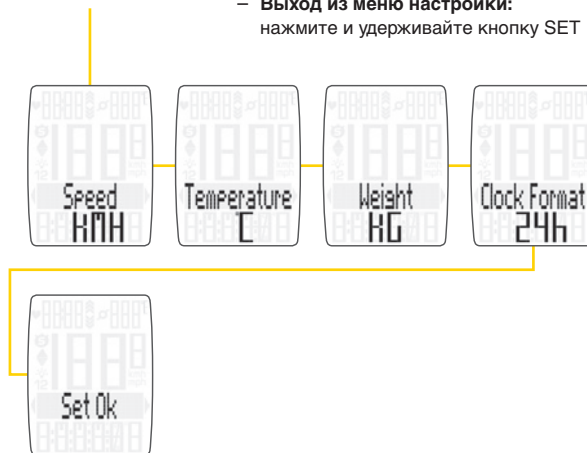 – Выход из меню настройки:
нажмите и удерживайте кнопку SET
Speed
KMH
Temperature
C
Weight
KG
Clock Format
24h
Set Ok